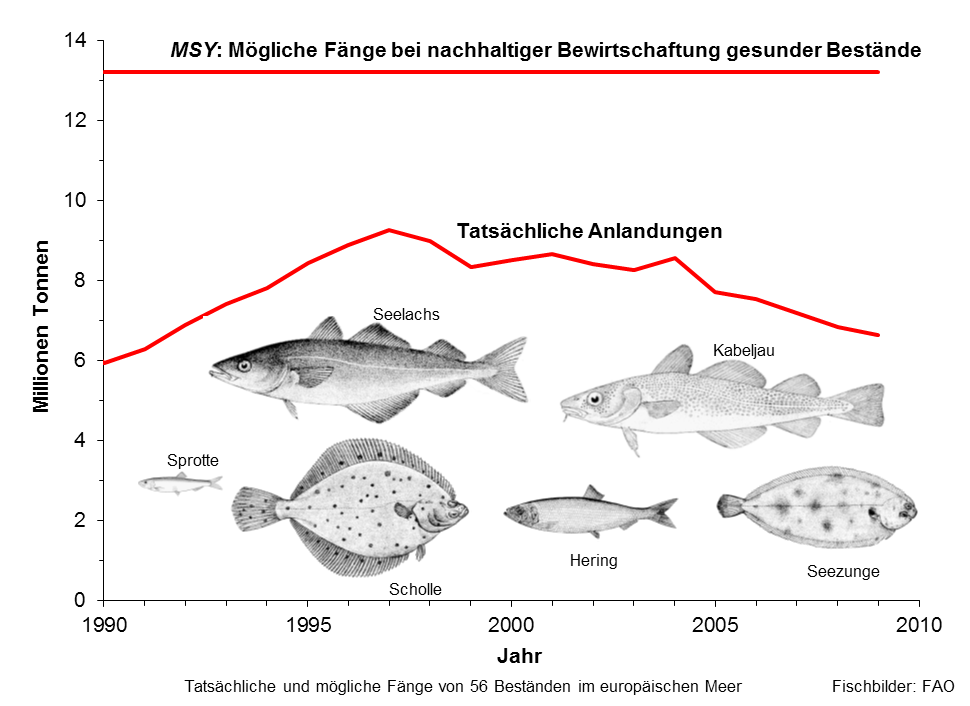 MSY: Mögliche Fänge bei nachhaltiger Bewirtschaftung gesunder Bestände
Tatsächliche Anlandungen
Millionen Tonnen
14
12
10
8
6
4
2
0
Seelachs
Kabeljau
Sprotte
Scholle
Hering
Seezunge
1990 1995 2000 2005 2010
Jahr
Tatsächliche und mögliche Fänge von 56 Beständen im europäischen Meer
Fischbilder: FAO